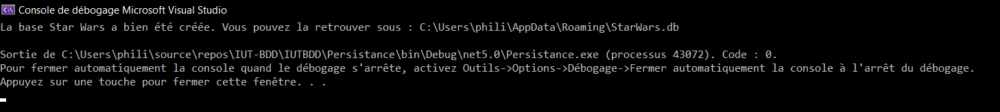 C:\ Console de débogage Microsoft Visual Studio
La base Star Wars a bien été créée. Vous pouvez la retrouver sous : C:\Users\phili\AppData\Roaming\StarWars.db
Sortie de C:\Users\phili\source\repos\IUT-BDD\IUTBDD\Persistance\bin\Debug\net5.0\Persistance.exe (processus 43072). Code : 0.
Pour fermer automatiquement la console quand le débogage s'arrête, activez Outils->Options->Débogage->Fermer automatiquement la console à l'arrêt du débogage.
Appuyez sur une touche pour fermer cette fenêtre. . .